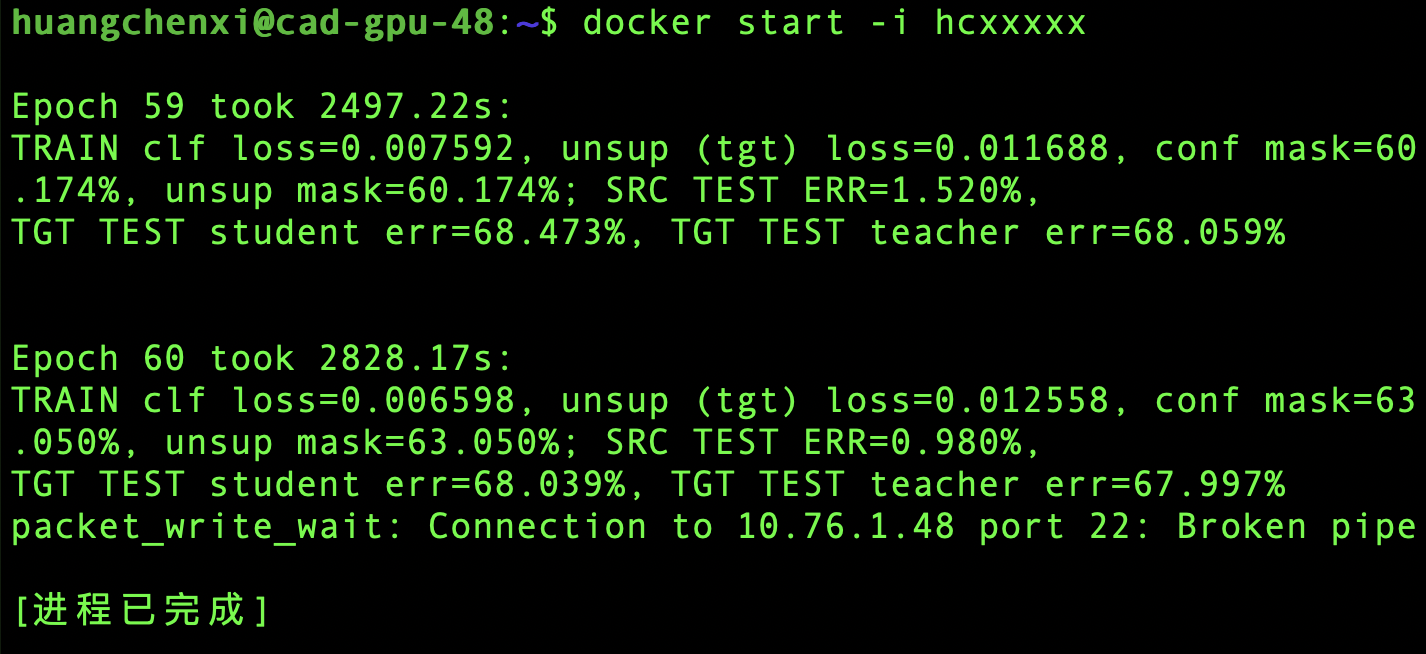 huangchenxi@cad-gpu-48:~$ docker start -i hcxxxxx
Epoch 59 took 2497.22s:
TRAIN clf loss=0.007592, unsup (tgt) loss=0.011688, conf mask=60
.174%, unsup mask=60.174%; SRC TEST ERR=1.520%,
TGT TEST student err=68.473%, TGT TEST teacher err=68.059%
Epoch 60 took 2828.17s:
TRAIN clf loss=0.006598, unsup (tgt) loss=0.012558, conf mask=63
.050%, unsup mask=63.050%; SRC TEST ERR=0.980%,
TGT TEST student err=68.039%, TGT TEST teacher err=67.997%
packet_write_wait: Connection to 10.76.1.48 port 22: Broken pipe
[进程已完成]